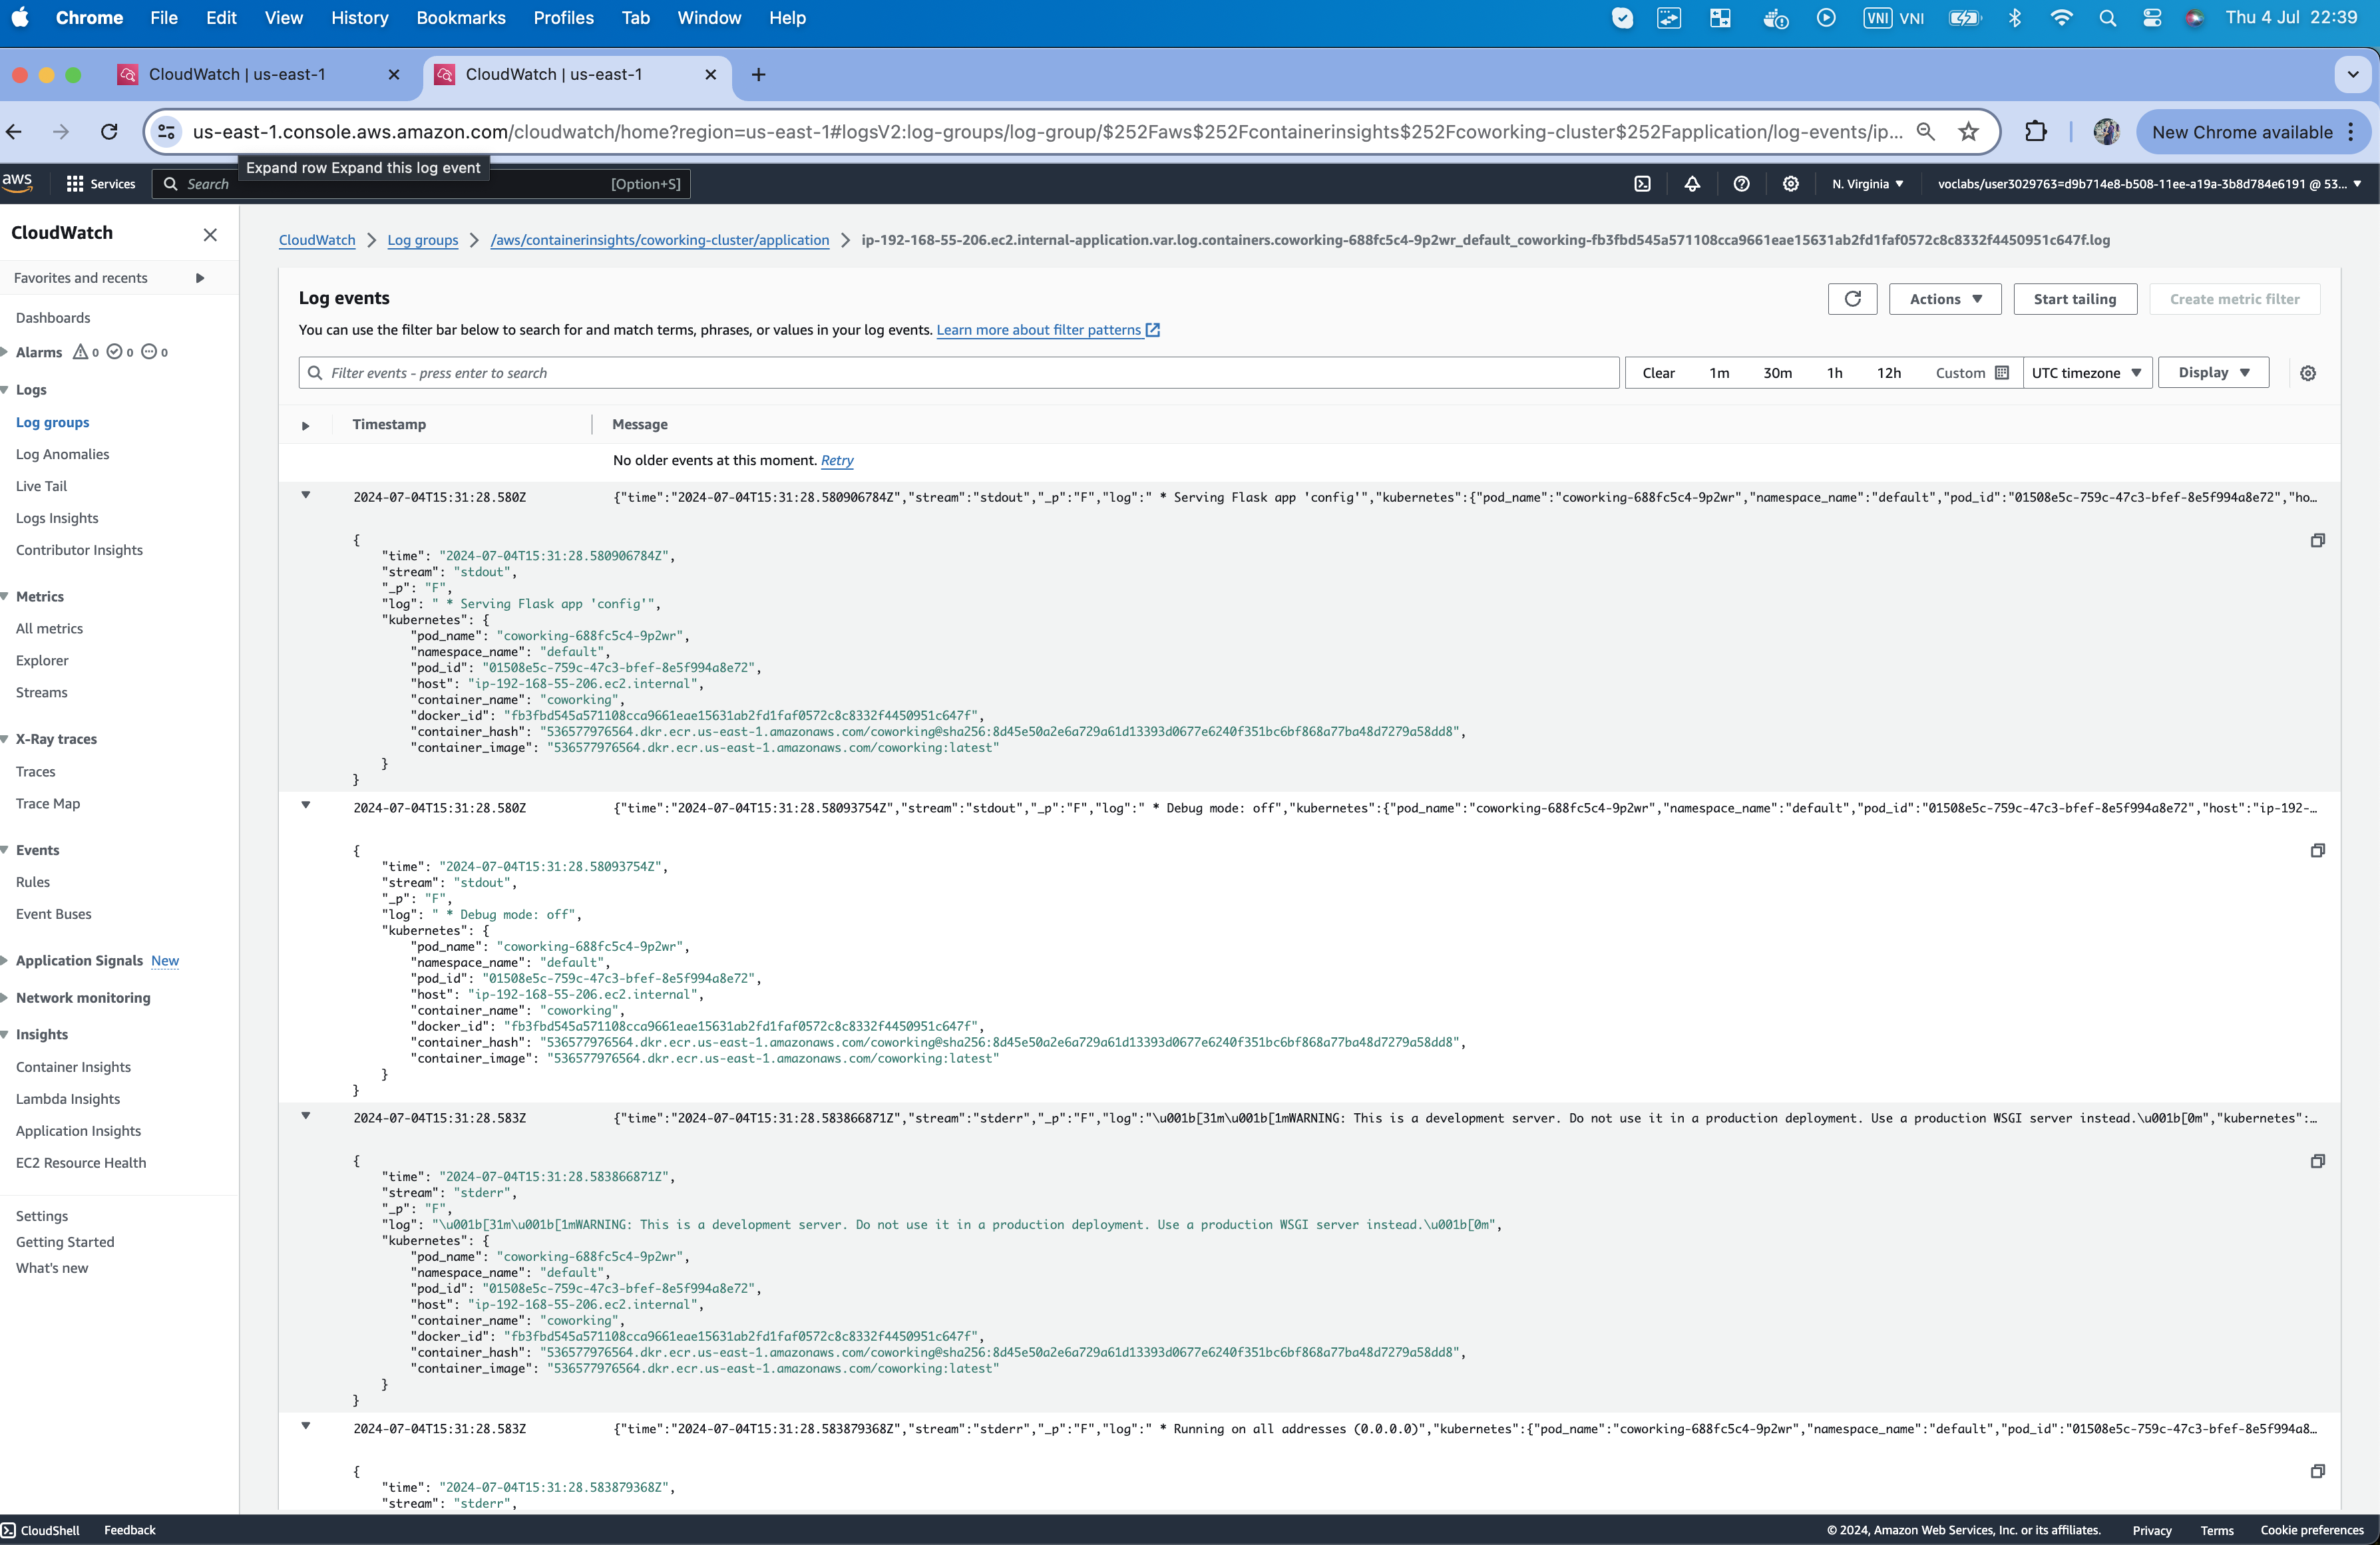 Chrome File Edit View History Bookmarks Profiles Tab Window Help VNI VNI Thu 4 Jul 22:39
CloudWatch | us-east-1 CloudWatch | us-east-1
us-east-1.console.aws.amazon.com/cloudwatch/home?region=us-east-1#logsV2:log-groups/log-group/$252Faws$252Fcontainerinsights$252Fcoworking-cluster$252Fapplication/log-events/ip... New Chrome available
Expand row Expand this log event
aws Services Search [Option+S] N. Virginia voclabs/user3029763=d9b714e8-b508-11ee-a19a-3b8d784e6191 @ 53...
CloudWatch
Favorites and recents
Dashboards
Alarms 0 0 0
Logs
Log groups
Log Anomalies
Live Tail
Logs Insights
Contributor Insights
Metrics
All metrics
Explorer
Streams
X-Ray traces
Traces
Trace Map
Events
Rules
Event Buses
Application Signals New
Network monitoring
Insights
Container Insights
Lambda Insights
Application Insights
EC2 Resource Health
Settings
Getting Started
What's new
CloudWatch Log groups /aws/containerinsights/coworking-cluster/application ip-192-168-55-206.ec2.internal-application.var.log.containers.coworking-688fc5c4-9p2wr_default_coworking-fb3fbd545a571108cca9661eae15631ab2fd1faf0572c8c8332f4450951c647f.log
Log events
Actions Start tailing Create metric filter
You can use the filter bar below to search for and match terms, phrases, or values in your log events. Learn more about filter patterns
Filter events - press enter to search Clear 1m 30m 1h 12h Custom UTC timezone Display
Timestamp Message
No older events at this moment. Retry
2024-07-04T15:31:28.580Z {"time":"2024-07-04T15:31:28.580906784Z","stream":"stdout","_p":"F","log":" * Serving Flask app 'config'","kubernetes":{"pod_name":"coworking-688fc5c4-9p2wr","namespace_name":"default","pod_id":"01508e5c-759c-47c3-bfef-8e5f994a8e72","ho...
{
"time": "2024-07-04T15:31:28.580906784Z",
"stream": "stdout",
"_p": "F",
"log": " * Serving Flask app 'config'",
"kubernetes": {
"pod_name": "coworking-688fc5c4-9p2wr",
"namespace_name": "default",
"pod_id": "01508e5c-759c-47c3-bfef-8e5f994a8e72",
"host": "ip-192-168-55-206.ec2.internal",
"container_name": "coworking",
"docker_id": "fb3fbd545a571108cca9661eae15631ab2fd1faf0572c8c8332f4450951c647f",
"container_hash": "536577976564.dkr.ecr.us-east-1.amazonaws.com/coworking@sha256:8d45e50a2e6a729a61d13393d0677e6240f351bc6bf868a77ba48d7279a58dd8",
"container_image": "536577976564.dkr.ecr.us-east-1.amazonaws.com/coworking:latest"
}
}
2024-07-04T15:31:28.580Z {"time":"2024-07-04T15:31:28.58093754Z","stream":"stdout","_p":"F","log":" * Debug mode: off","kubernetes":{"pod_name":"coworking-688fc5c4-9p2wr","namespace_name":"default","pod_id":"01508e5c-759c-47c3-bfef-8e5f994a8e72","host":"ip-192-...
{
"time": "2024-07-04T15:31:28.58093754Z",
"stream": "stdout",
"_p": "F",
"log": " * Debug mode: off",
"kubernetes": {
"pod_name": "coworking-688fc5c4-9p2wr",
"namespace_name": "default",
"pod_id": "01508e5c-759c-47c3-bfef-8e5f994a8e72",
"host": "ip-192-168-55-206.ec2.internal",
"container_name": "coworking",
"docker_id": "fb3fbd545a571108cca9661eae15631ab2fd1faf0572c8c8332f4450951c647f",
"container_hash": "536577976564.dkr.ecr.us-east-1.amazonaws.com/coworking@sha256:8d45e50a2e6a729a61d13393d0677e6240f351bc6bf868a77ba48d7279a58dd8",
"container_image": "536577976564.dkr.ecr.us-east-1.amazonaws.com/coworking:latest"
}
}
2024-07-04T15:31:28.583Z {"time":"2024-07-04T15:31:28.583866871Z","stream":"stderr","_p":"F","log":"\u001b[31m\u001b[1mWARNING: This is a development server. Do not use it in a production deployment. Use a production WSGI server instead.\u001b[0m","kubernetes":...
{
"time": "2024-07-04T15:31:28.583866871Z",
"stream": "stderr",
"_p": "F",
"log": "\u001b[31m\u001b[1mWARNING: This is a development server. Do not use it in a production deployment. Use a production WSGI server instead.\u001b[0m",
"kubernetes": {
"pod_name": "coworking-688fc5c4-9p2wr",
"namespace_name": "default",
"pod_id": "01508e5c-759c-47c3-bfef-8e5f994a8e72",
"host": "ip-192-168-55-206.ec2.internal",
"container_name": "coworking",
"docker_id": "fb3fbd545a571108cca9661eae15631ab2fd1faf0572c8c8332f4450951c647f",
"container_hash": "536577976564.dkr.ecr.us-east-1.amazonaws.com/coworking@sha256:8d45e50a2e6a729a61d13393d0677e6240f351bc6bf868a77ba48d7279a58dd8",
"container_image": "536577976564.dkr.ecr.us-east-1.amazonaws.com/coworking:latest"
}
}
2024-07-04T15:31:28.583Z {"time":"2024-07-04T15:31:28.583879368Z","stream":"stderr","_p":"F","log":" * Running on all addresses (0.0.0.0)","kubernetes":{"pod_name":"coworking-688fc5c4-9p2wr","namespace_name":"default","pod_id":"01508e5c-759c-47c3-bfef-8e5f994a8...
{
"time": "2024-07-04T15:31:28.583879368Z",
"stream": "stderr",
CloudShell Feedback © 2024, Amazon Web Services, Inc. or its affiliates. Privacy Terms Cookie preferences